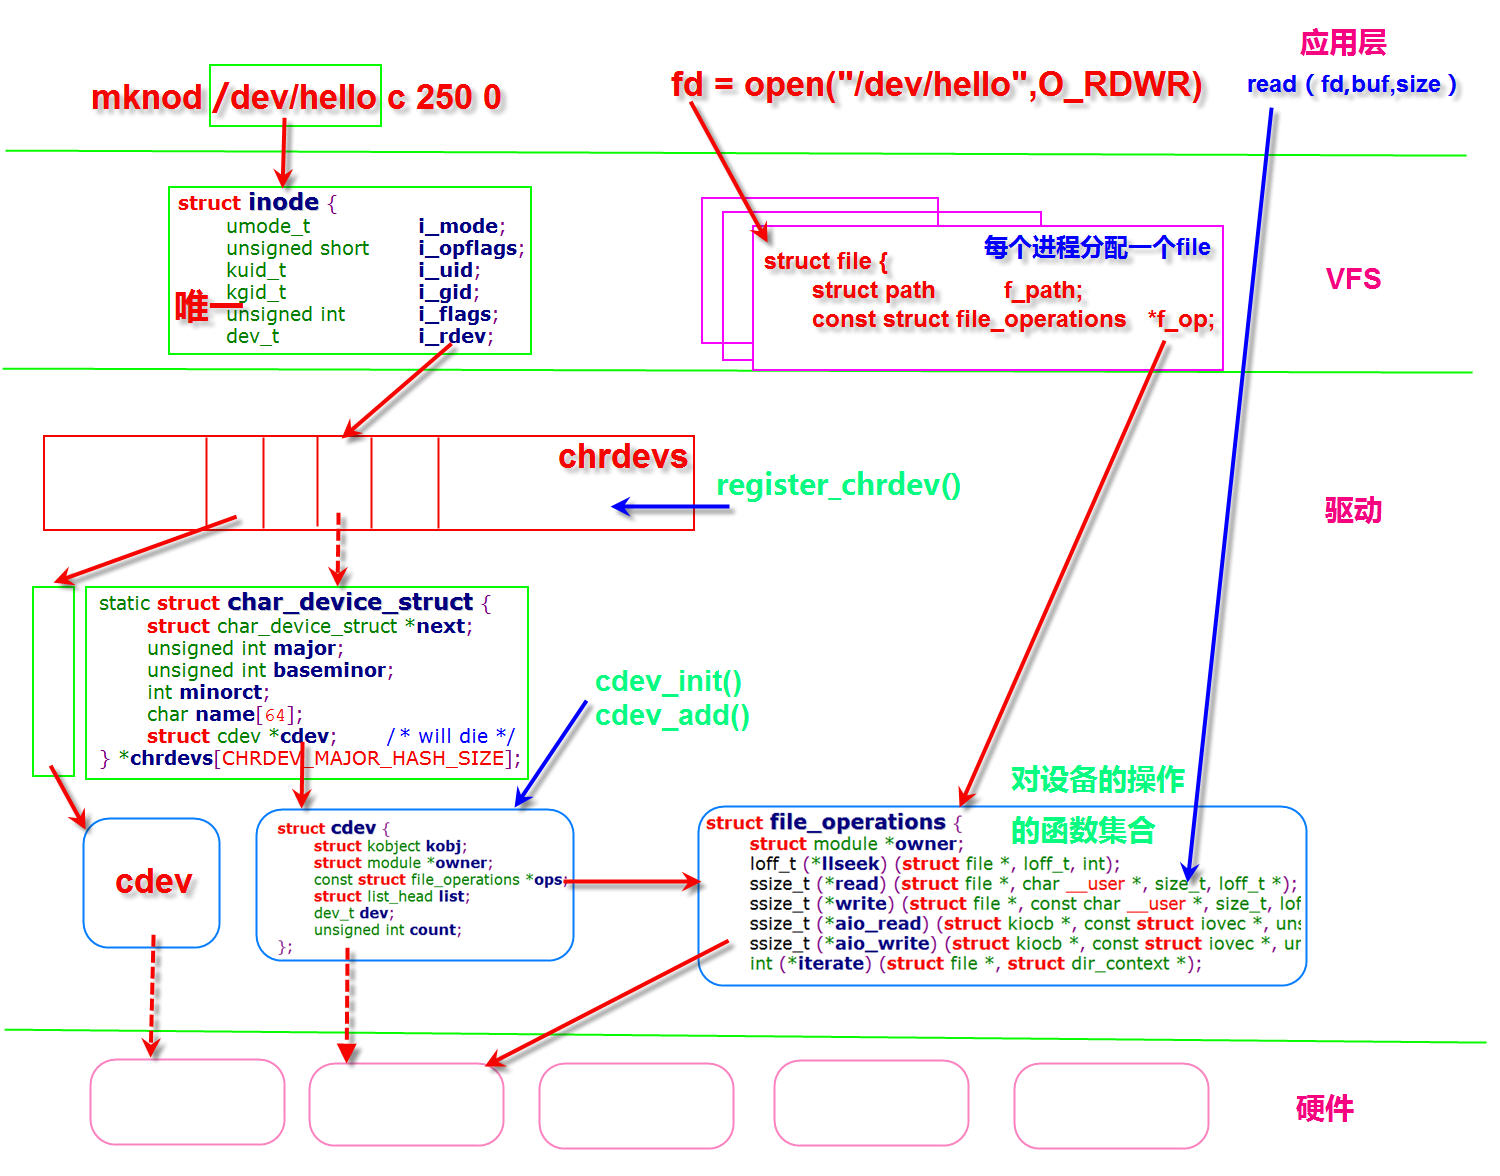 应用层
mknod /dev/hello c 250 0
fd = open("/dev/hello",O_RDWR)
read（fd,buf,size）
struct inode {
umode_t i_mode;
unsigned short i_opflags;
kuid_t i_uid;
kgid_t i_gid;
unsigned int i_flags;
dev_t i_rdev;
唯一
每个进程分配一个file
struct file {
struct path f_path;
const struct file_operations *f_op;
VFS
chrdevs
register_chrdev()
驱动
static struct char_device_struct {
struct char_device_struct *next;
unsigned int major;
unsigned int baseminor;
int minorct;
char name[64];
struct cdev *cdev; /* will die */
} *chrdevs[CHRDEV_MAJOR_HASH_SIZE];
cdev_init()
cdev_add()
对设备的操作
的函数集合
cdev
struct cdev {
struct kobject kobj;
struct module *owner;
const struct file_operations *ops;
struct list_head list;
dev_t dev;
unsigned int count;
};
struct file_operations {
struct module *owner;
loff_t (*llseek) (struct file *, loff_t, int);
ssize_t (*read) (struct file *, char __user *, size_t, loff_t *);
ssize_t (*write) (struct file *, const char __user *, size_t, lof
ssize_t (*aio_read) (struct kiocb *, const struct iovec *, uns
ssize_t (*aio_write) (struct kiocb *, const struct iovec *, ur
int (*iterate) (struct file *, struct dir_context *);
硬件